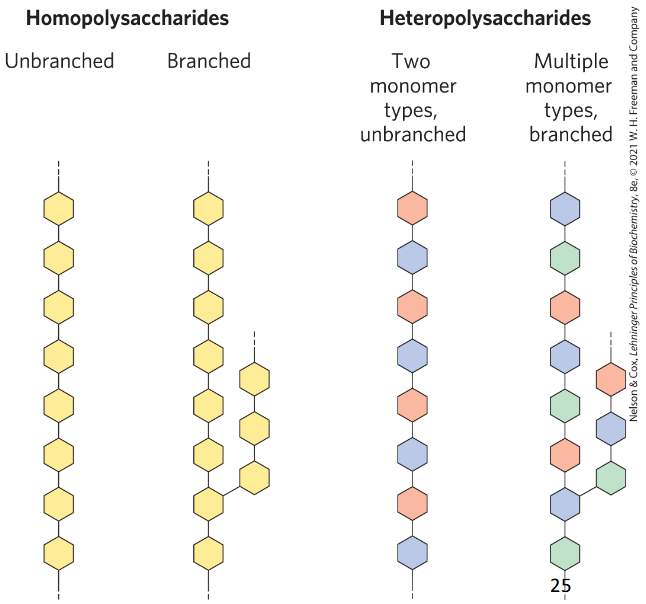 Homopolysaccharides
Unbranched
Branched
Heteropolysaccharides
Two
monomer
types,
unbranched
Multiple
monomer
types,
branched
Nelson & Cox, Lehninger Principles of Biochemistry, 8e, © 2021 W. H. Freeman and Company
25